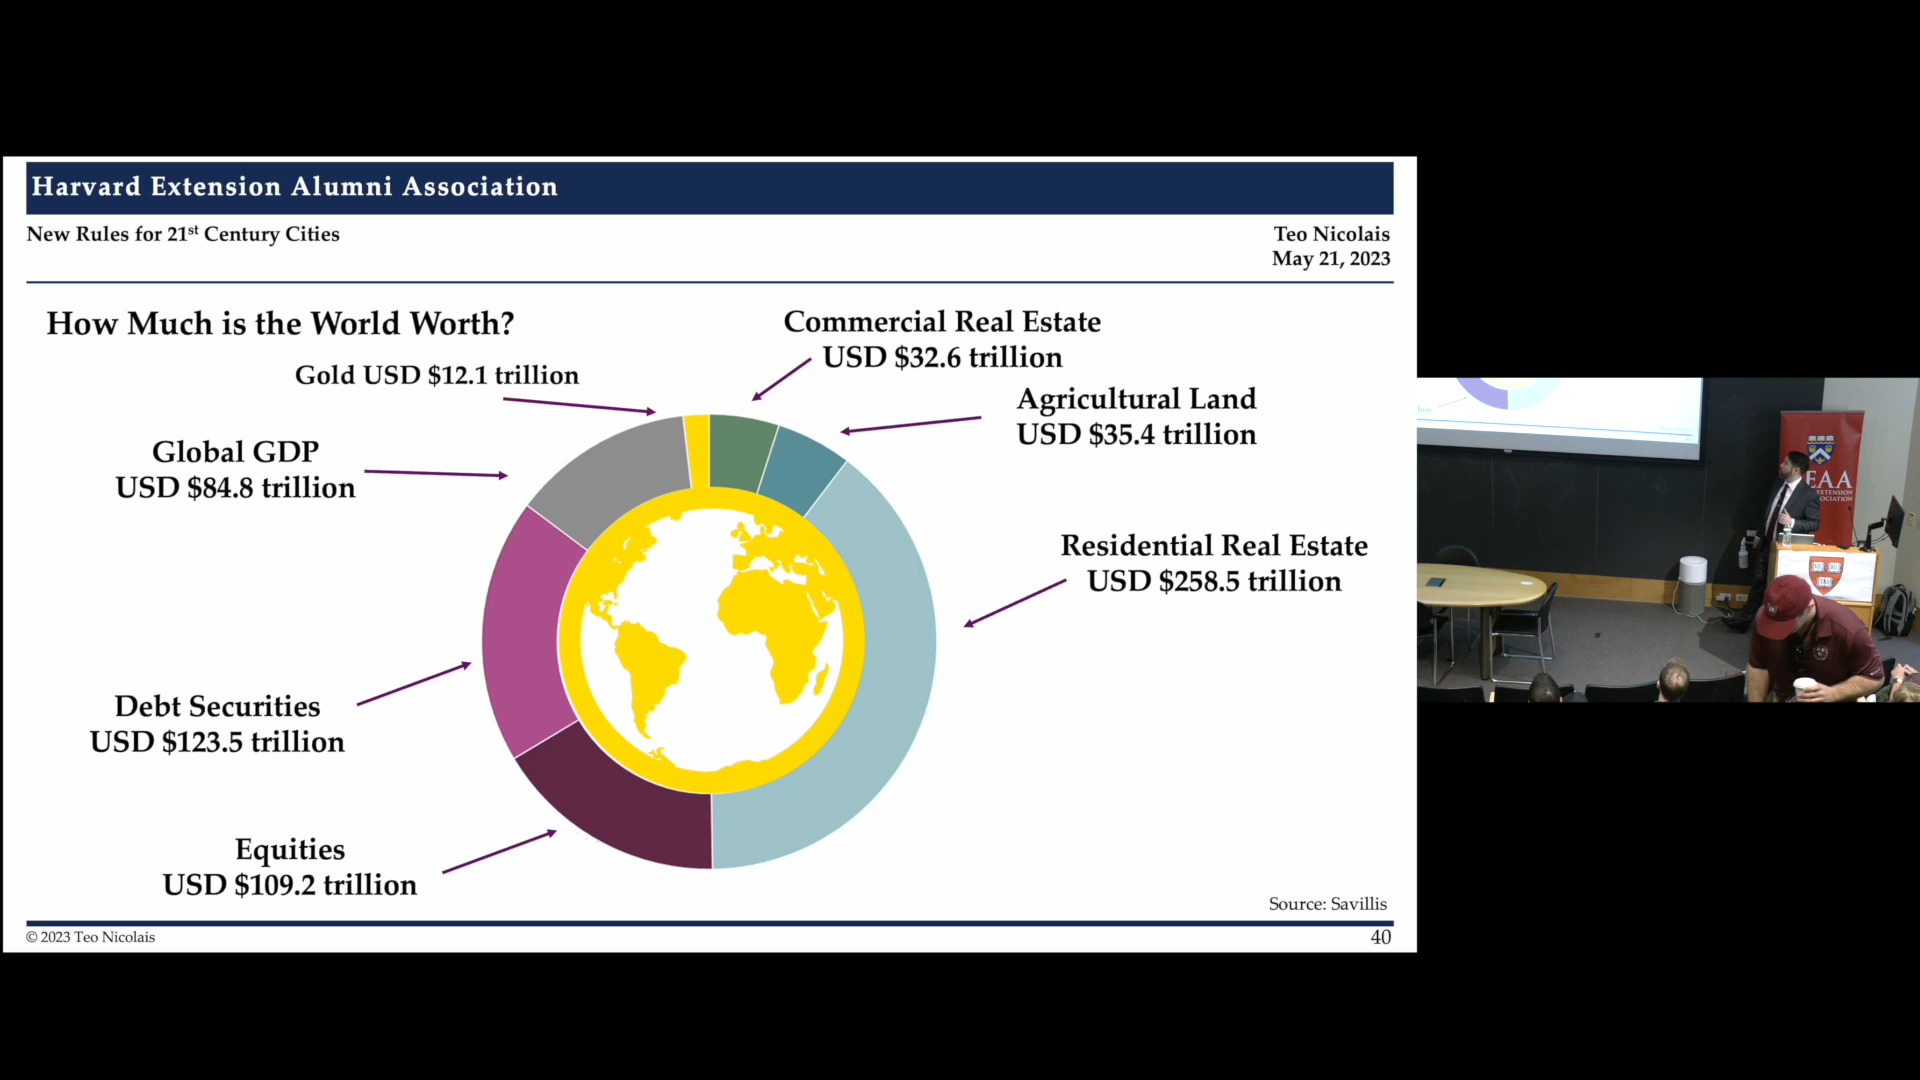 Harvard Extension Alumni Association
New Rules for 21st Century Cities
Teo Nicolais
May 21, 2023
How Much is the World Worth?
Commercial Real Estate
USD $32.6 trillion
Gold USD $12.1 trillion
Agricultural Land
USD $35.4 trillion
Global GDP
USD $84.8 trillion
Residential Real Estate
USD $258.5 trillion
Debt Securities
USD $123.5 trillion
Equities
USD $109.2 trillion
Source: Savillis
© 2023 Teo Nicolais
40
EAA
EXTENSION
OCIATION